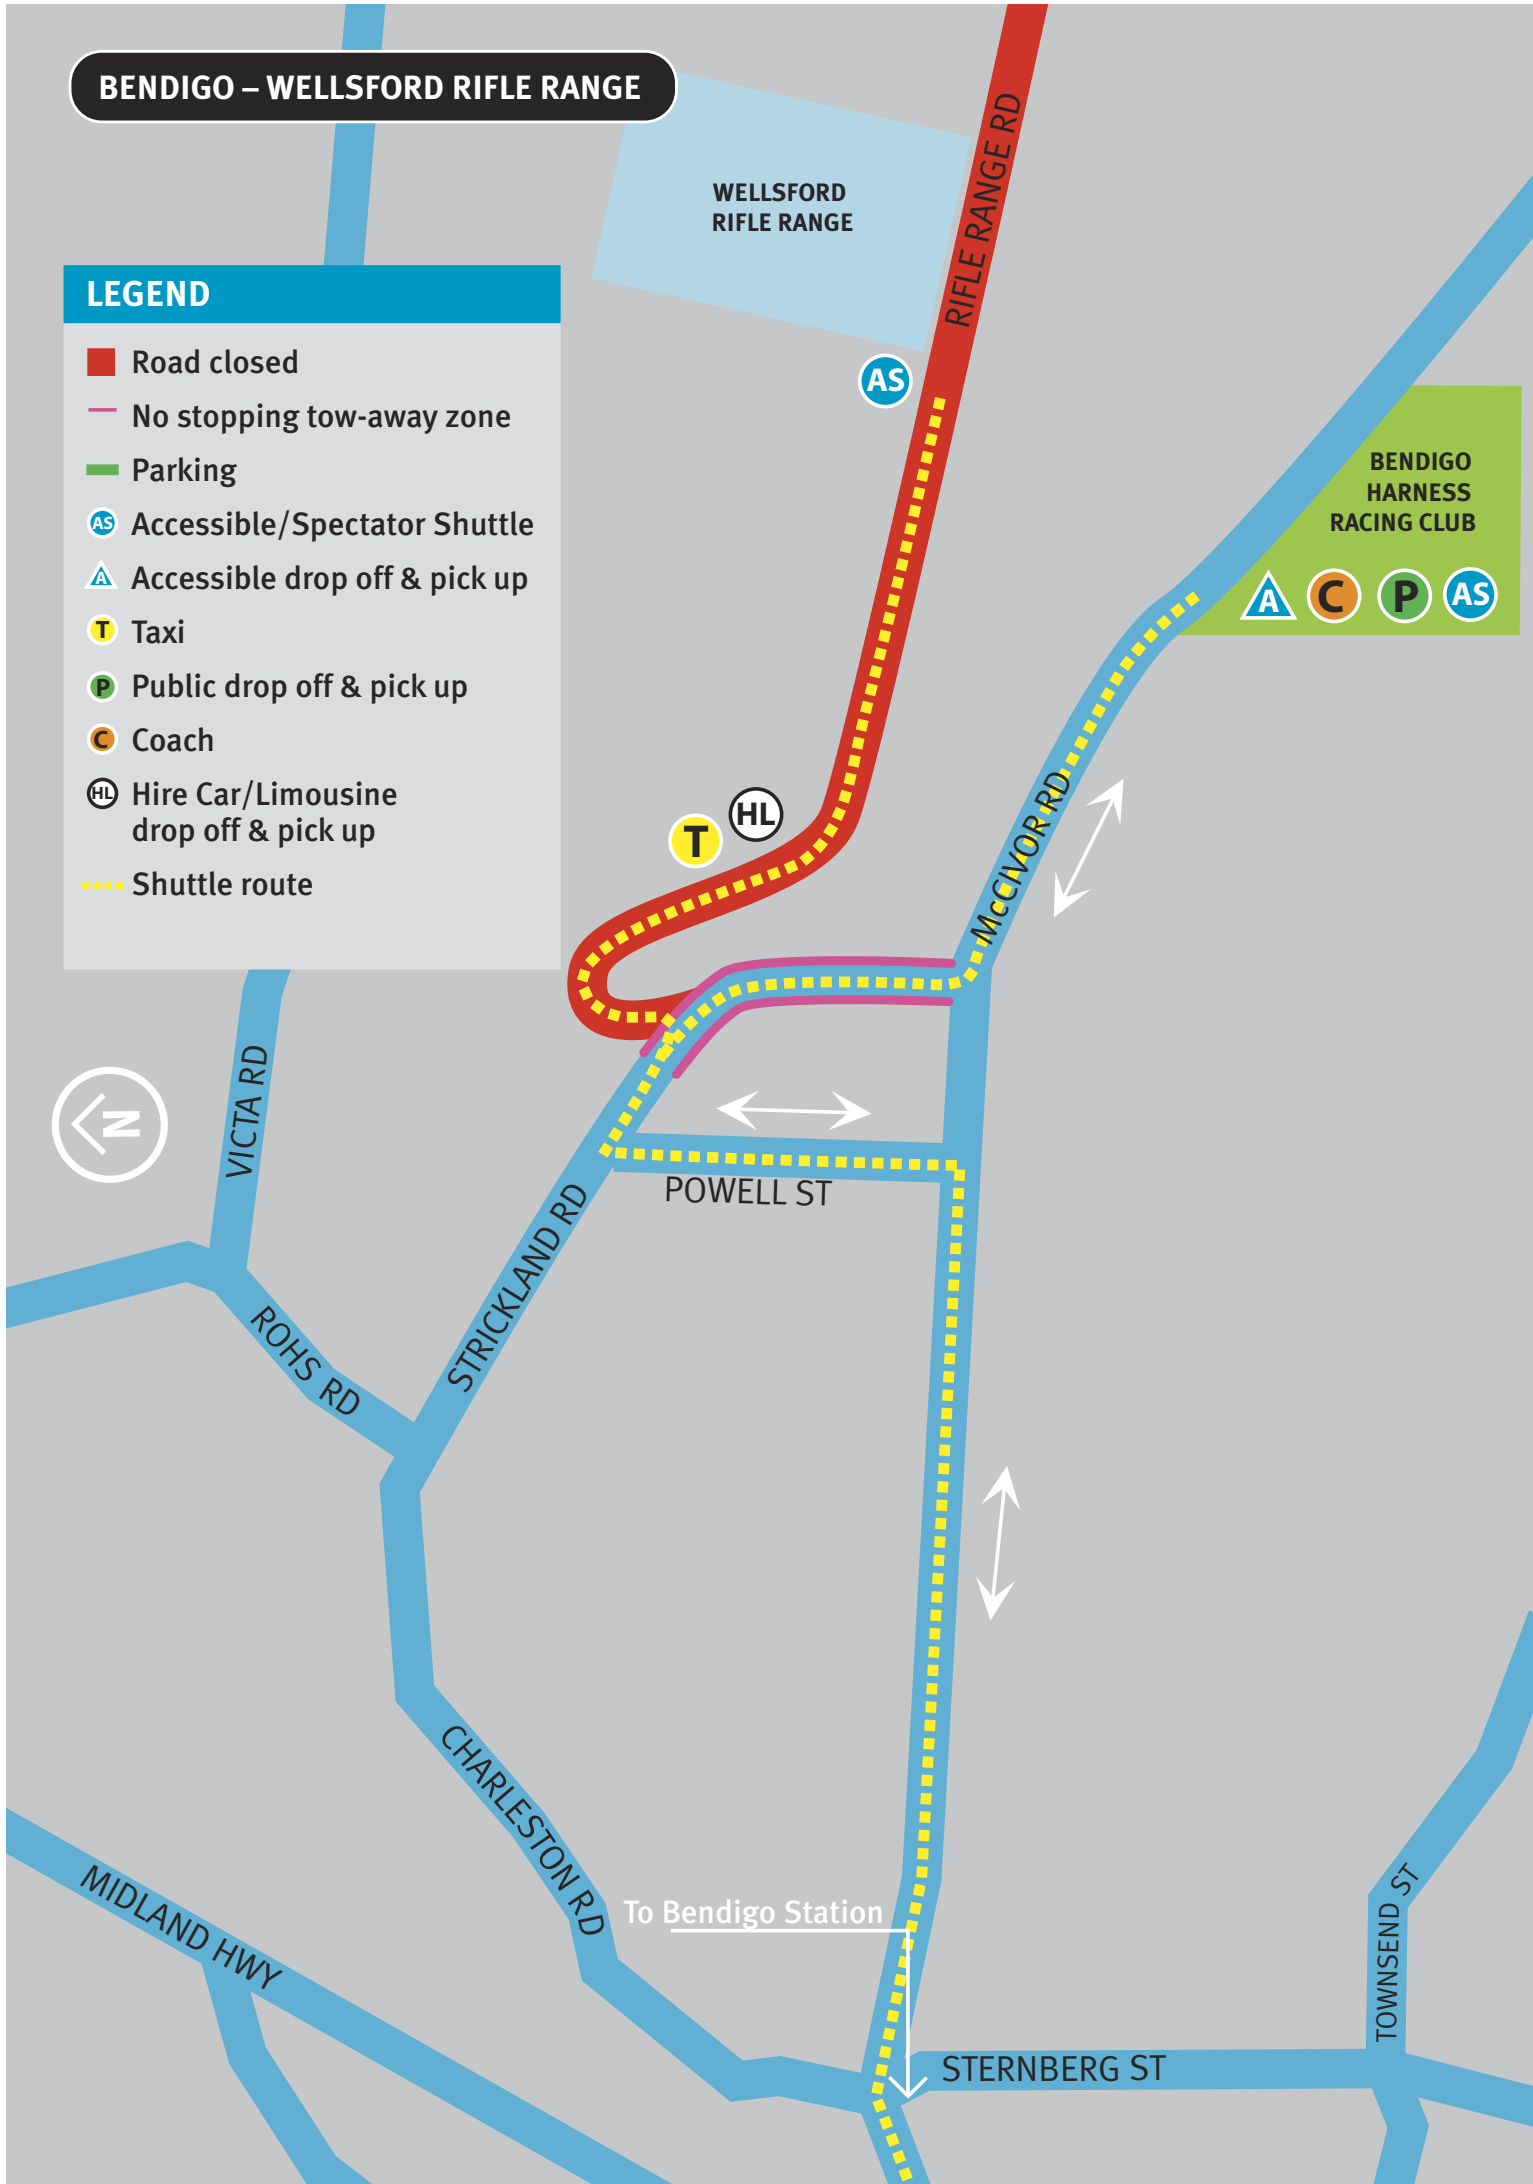 BENDIGO – WELLSFORD RIFLE RANGE
WELLSFORD
RIFLE RANGE
RIFLE RANGE RD
LEGEND
Road closed
No stopping tow-away zone
Parking
AS Accessible/Spectator Shuttle
A Accessible drop off & pick up
T Taxi
P Public drop off & pick up
C Coach
HL Hire Car/Limousine
drop off & pick up
Shuttle route
AS
BENDIGO
HARNESS
RACING CLUB
A C P AS
T HL
McCIVOR RD
N
VICTA RD
POWELL ST
STRICKLAND RD
ROHS RD
CHARLESTON RD
MIDLAND HWY
To Bendigo Station
TOWNSEND ST
STERNBERG ST